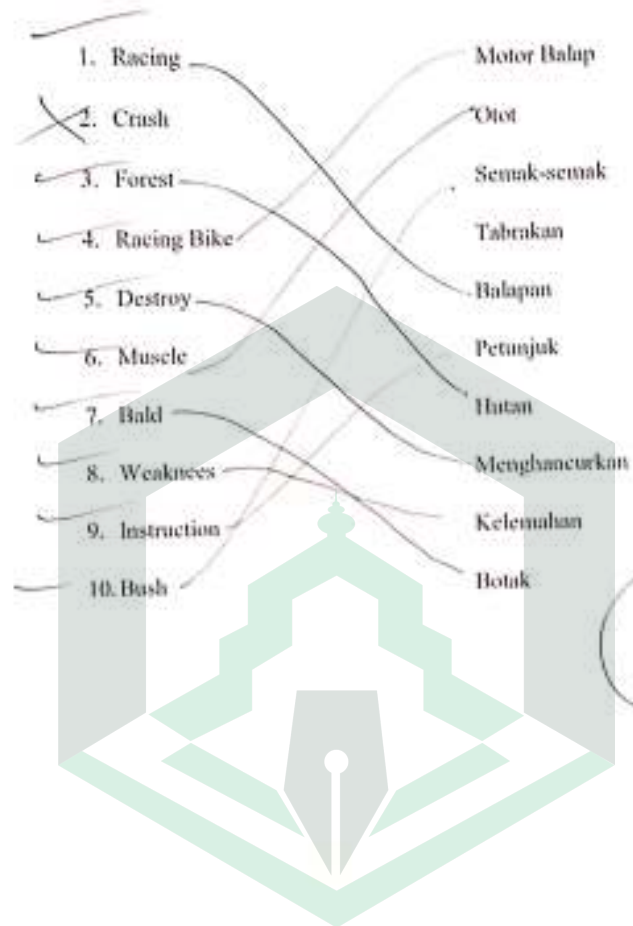 1. Racing
Motor Balap
2. Crash
Otot
3. Forest
Semak-semak
4. Racing Bike
Tabrakan
5. Destroy
Balapan
6. Muscle
Petunjuk
7. Bald
Hutan
8. Weaknees
Menghancurkan
9. Instruction
Kelemahan
10. Bush
Botak